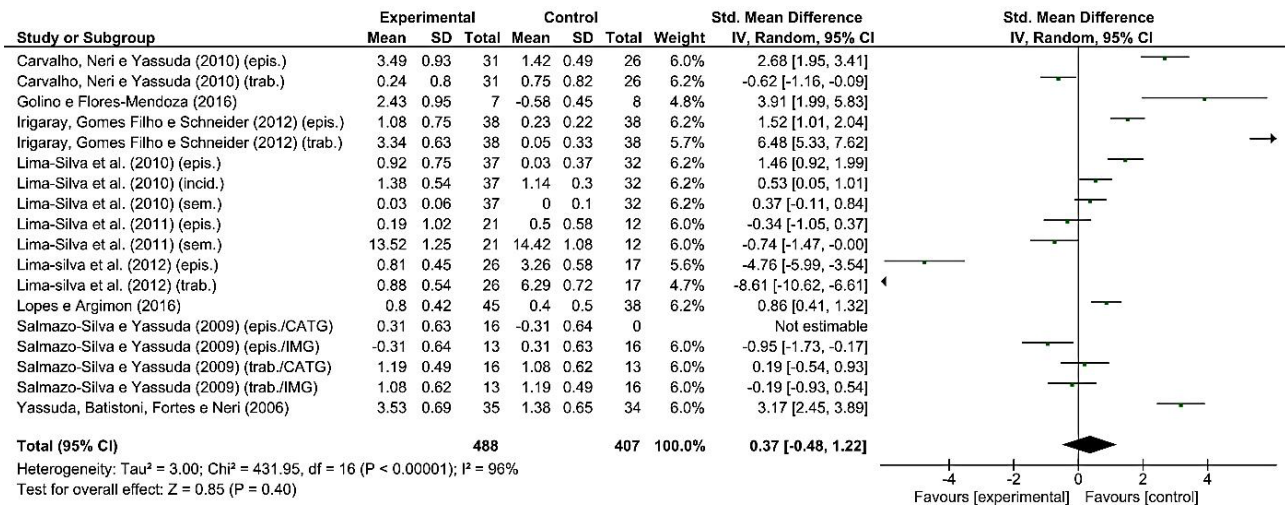 Experimental Control Std. Mean Difference Std. Mean Difference
Study or Subgroup Mean SD Total Mean SD Total Weight IV, Random, 95% CI IV, Random, 95% CI
Carvalho, Neri e Yassuda (2010) (epis.) 3.49 0.93 31 1.42 0.49 26 6.0% 2.68 [1.95, 3.41]
Carvalho, Neri e Yassuda (2010) (trab.) 0.24 0.8 31 0.75 0.82 26 6.2% -0.62 [-1.16, -0.09]
Golino e Flores-Mendoza (2016) 2.43 0.95 7 -0.58 0.45 8 4.8% 3.91 [1.99, 5.83]
Irigaray, Gomes Filho e Schneider (2012) (epis.) 1.08 0.75 38 0.23 0.22 38 6.2% 1.52 [1.01, 2.04]
Irigaray, Gomes Filho e Schneider (2012) (trab.) 3.34 0.63 38 0.05 0.33 38 5.7% 6.48 [5.33, 7.62]
Lima-Silva et al. (2010) (epis.) 0.92 0.75 37 0.03 0.37 32 6.2% 1.46 [0.92, 1.99]
Lima-Silva et al. (2010) (incid.) 1.38 0.54 37 1.14 0.3 32 6.2% 0.53 [0.05, 1.01]
Lima-Silva et al. (2010) (sem.) 0.03 0.06 37 0 0.1 32 6.2% 0.37 [-0.11, 0.84]
Lima-Silva et al. (2011) (epis.) 0.19 1.02 21 0.5 0.58 12 6.0% -0.34 [-1.05, 0.37]
Lima-Silva et al. (2011) (sem.) 13.52 1.25 21 14.42 1.08 12 6.0% -0.74 [-1.47, -0.00]
Lima-silva et al. (2012) (epis.) 0.81 0.45 26 3.26 0.58 17 5.6% -4.76 [-5.99, -3.54]
Lima-silva et al. (2012) (trab.) 0.88 0.54 26 6.29 0.72 17 4.7% -8.61 [-10.62, -6.61]
Lopes e Argimon (2016) 0.8 0.42 45 0.4 0.5 38 6.2% 0.86 [0.41, 1.32]
Salmazo-Silva e Yassuda (2009) (epis./CATG) 0.31 0.63 16 -0.31 0.64 0 Not estimable
Salmazo-Silva e Yassuda (2009) (epis./IMG) -0.31 0.64 13 0.31 0.63 16 6.0% -0.95 [-1.73, -0.17]
Salmazo-Silva e Yassuda (2009) (trab./CATG) 1.19 0.49 16 1.08 0.62 13 6.0% 0.19 [-0.54, 0.93]
Salmazo-Silva e Yassuda (2009) (trab./IMG) 1.08 0.62 13 1.19 0.49 16 6.0% -0.19 [-0.93, 0.54]
Yassuda, Batistoni, Fortes e Neri (2006) 3.53 0.69 35 1.38 0.65 34 6.0% 3.17 [2.45, 3.89]
Total (95% CI) 488 407 100.0% 0.37 [-0.48, 1.22]
Heterogeneity: Tau² = 3.00; Chi² = 431.95, df = 16 (P < 0.00001); I² = 96%
Test for overall effect: Z = 0.85 (P = 0.40)
-4 -2 0 2 4
Favours [experimental] Favours [control]